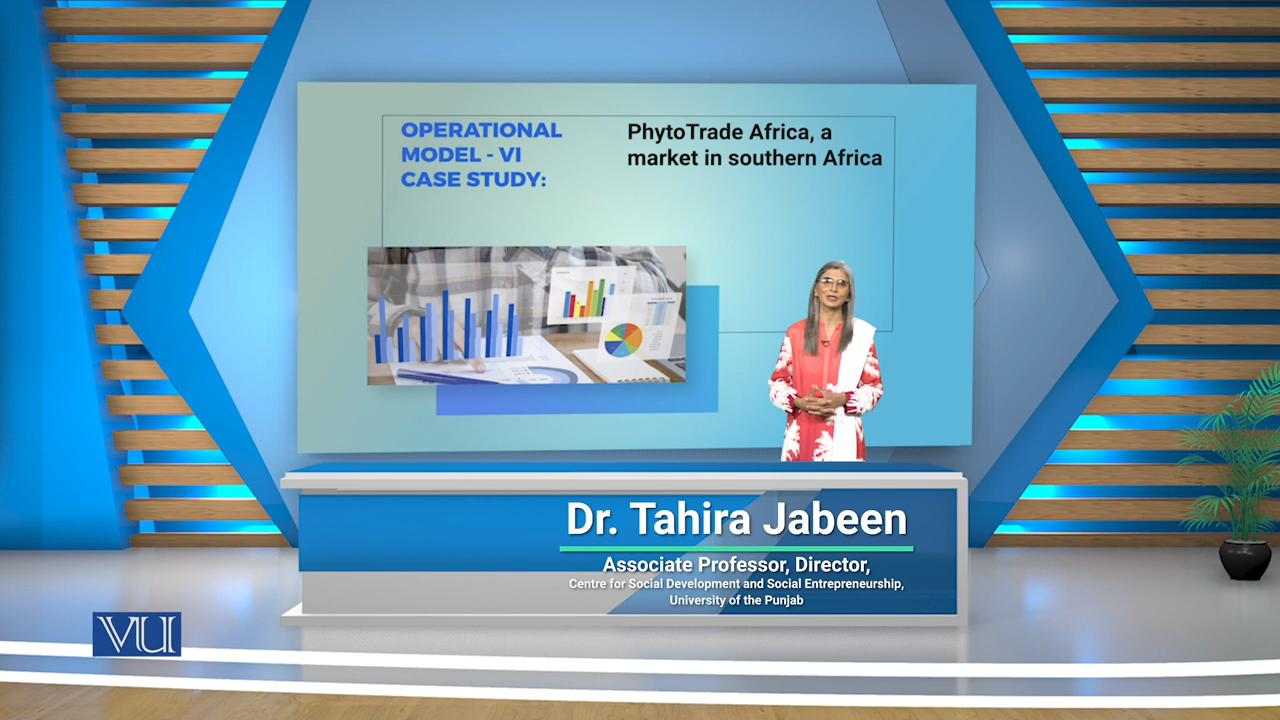 OPERATIONAL
MODEL - VI
CASE STUDY:
PhytoTrade Africa, a
market in southern Africa
Dr. Tahira Jabeen
Associate Professor, Director,
Centre for Social Development and Social Entrepreneurship,
University of the Punjab
VU